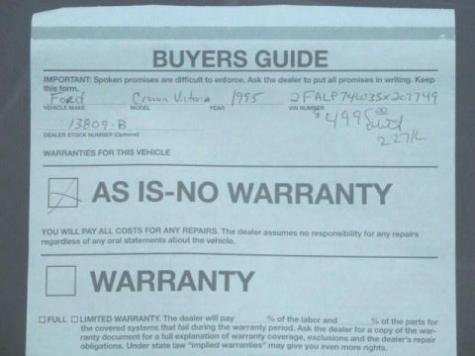 BUYERS GUIDE
IMPORTANT: Spoken promises are difficult to enforce. Ask the dealer to put all promises in writing. Keep
this form.
Ford Crown Victoria 1995 2FALP74W3SX207749
VEHICLE MAKE MODEL YEAR VIN NUMBER
13809-B $4995.00
DEALER STOCK NUMBER (Optional) 227K
WARRANTIES FOR THIS VEHICLE
AS IS-NO WARRANTY
YOU WILL PAY ALL COSTS FOR ANY REPAIRS. The dealer assumes no responsibility for any repairs
regardless of any oral statements about the vehicle.
WARRANTY
FULL LIMITED WARRANTY. The dealer will pay % of the labor and % of the parts for
the covered systems that fail during the warranty period. Ask the dealer for a copy of the war-
ranty document for a full explanation of warranty coverage, exclusions and the dealer's repair
obligations. Under state law "implied warranties" may give you even more rights.